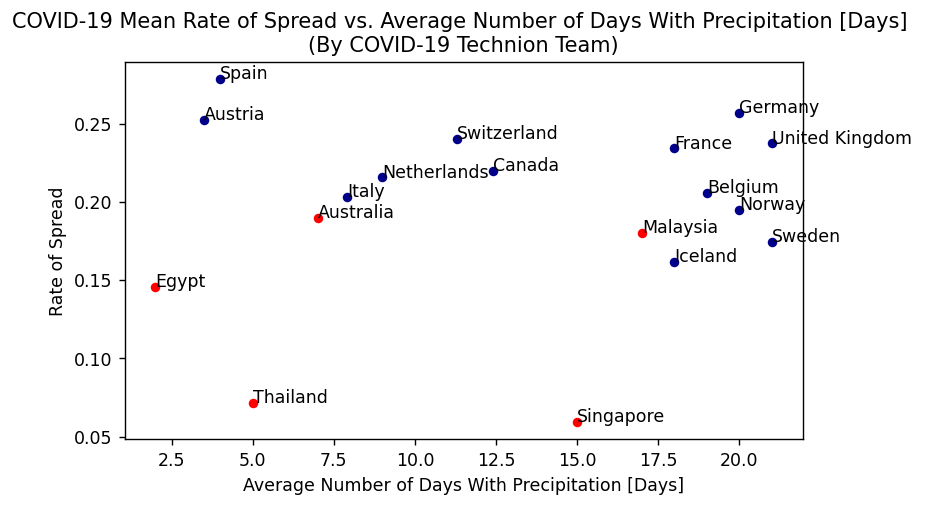 COVID-19 Mean Rate of Spread vs. Average Number of Days With Precipitation [Days]
(By COVID-19 Technion Team)
Spain
Austria
Germany
Switzerland
United Kingdom
France
Canada
Netherlands
Italy
Belgium
Norway
Australia
Malaysia
Sweden
Iceland
Egypt
Thailand
Singapore
Rate of Spread
0.25
0.20
0.15
0.10
0.05
2.5 5.0 7.5 10.0 12.5 15.0 17.5 20.0
Average Number of Days With Precipitation [Days]